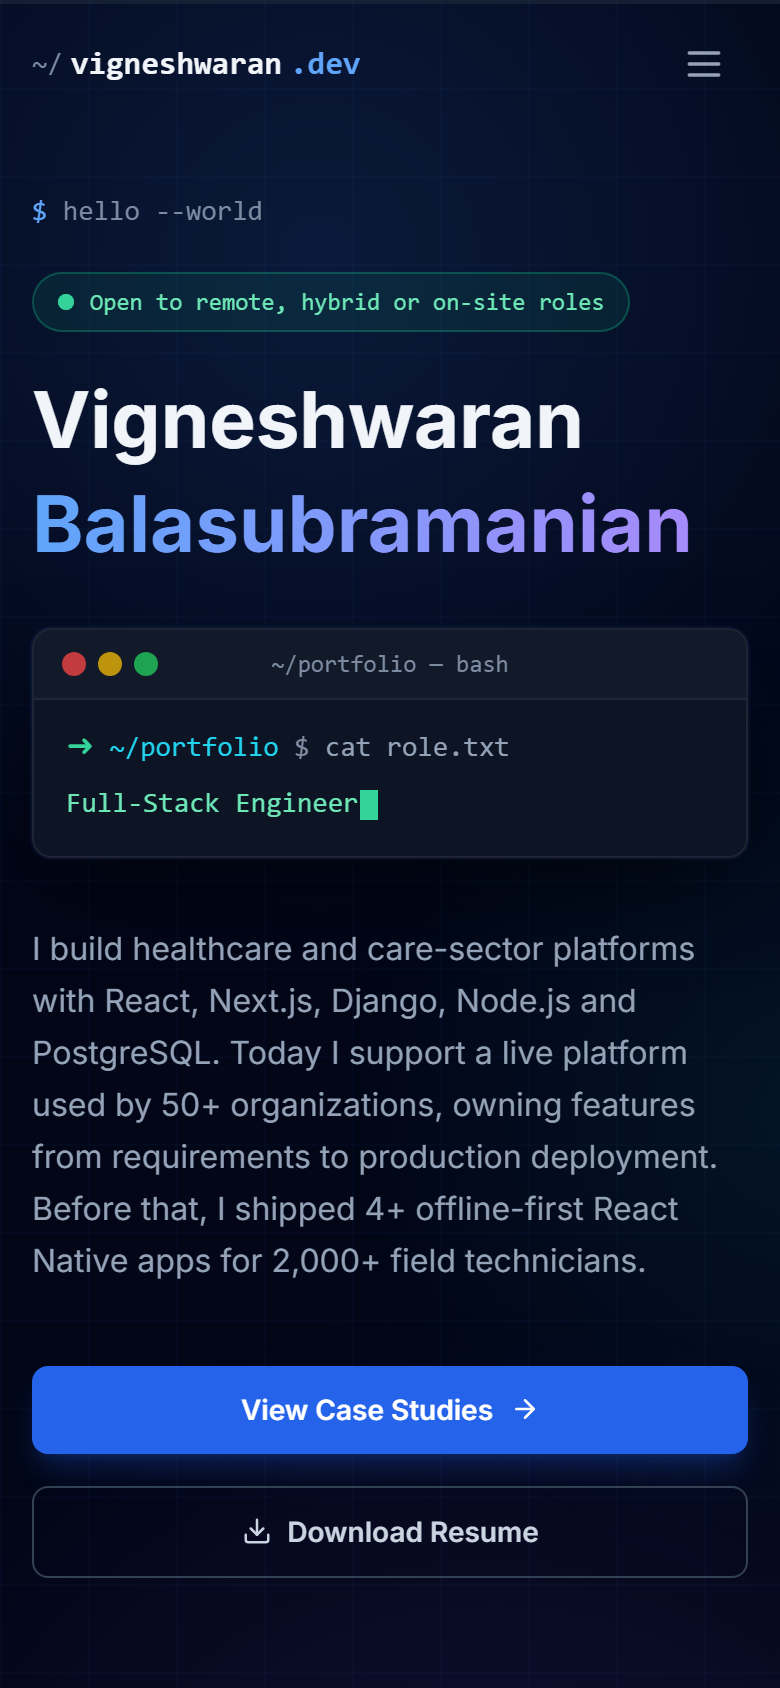 ~/ vigneshwaran .dev
$ hello --world
Open to remote, hybrid or on-site roles
Vigneshwaran
Balasubramanian
~/portfolio — bash
➜ ~/portfolio $ cat role.txt
Full-Stack Engineer
I build healthcare and care-sector platforms
with React, Next.js, Django, Node.js and
PostgreSQL. Today I support a live platform
used by 50+ organizations, owning features
from requirements to production deployment.
Before that, I shipped 4+ offline-first React
Native apps for 2,000+ field technicians.
View Case Studies →
Download Resume